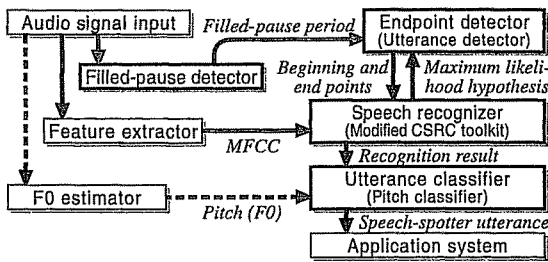 Audio signal input
Filled-pause period
Endpoint detector
(Utterance detector)
Filled-pause detector
Beginning and
end points
Maximum likeli-
hood hypothesis
Feature extractor
MFCC
Speech recognizer
(Modified CSRC toolkit)
Recognition result
F0 estimator
Pitch (F0)
Utterance classifier
(Pitch classifier)
Speech-spotter utterance
Application system